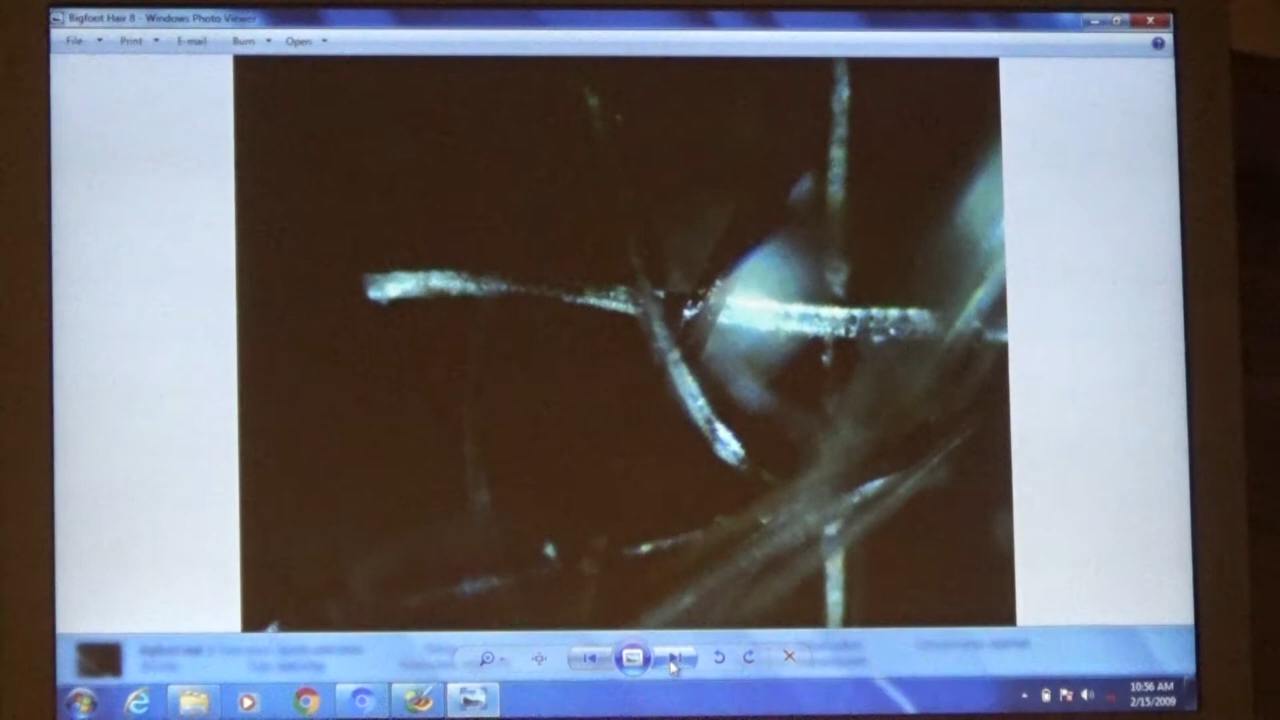 Bigfoot Hair 8 - Windows Photo Viewer
File Print E-mail Burn Open
10:56 AM
2/15/2009